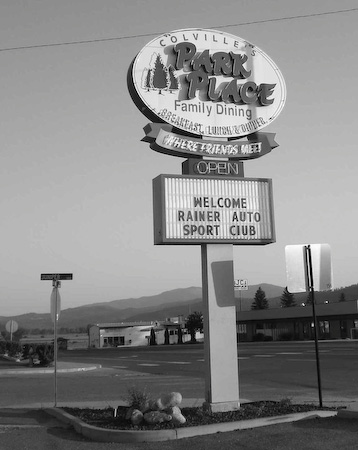 COLVILLE'S
PARK
PLACE
Family Dining
BREAKFAST, LUNCH & DINNER
WHERE FRIENDS MEET
OPEN
WELCOME
RAINER AUTO
SPORT CLUB